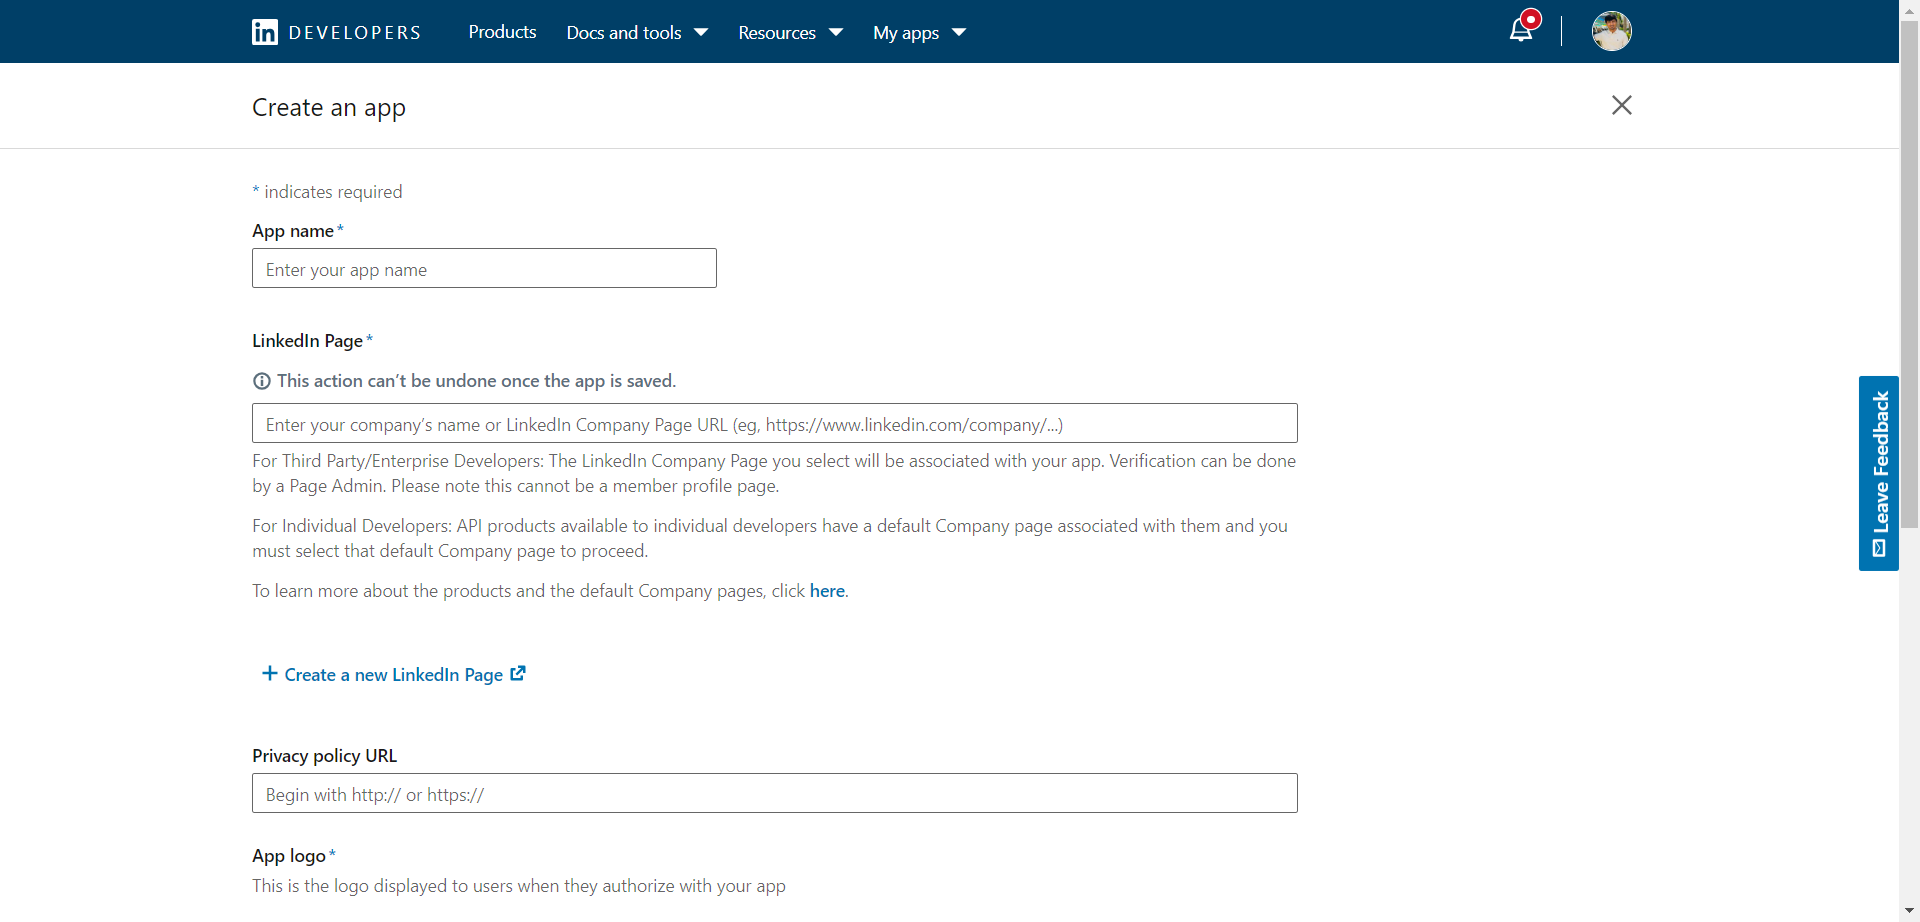 in DEVELOPERS Products Docs and tools Resources My apps
Create an app
* indicates required
App name*
Enter your app name
LinkedIn Page*
This action can’t be undone once the app is saved.
Enter your company’s name or LinkedIn Company Page URL (eg, https://www.linkedin.com/company/...)
For Third Party/Enterprise Developers: The LinkedIn Company Page you select will be associated with your app. Verification can be done
by a Page Admin. Please note this cannot be a member profile page.
For Individual Developers: API products available to individual developers have a default Company page associated with them and you
must select that default Company page to proceed.
To learn more about the products and the default Company pages, click here.
Create a new LinkedIn Page
Privacy policy URL
Begin with http:// or https://
App logo*
This is the logo displayed to users when they authorize with your app
Leave Feedback